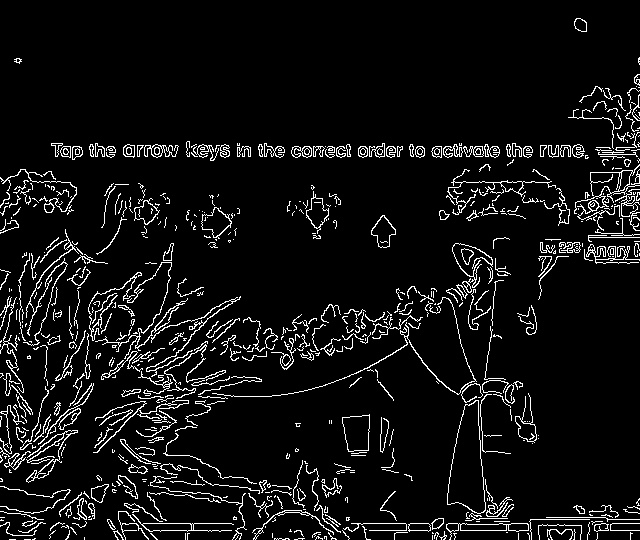 Tap the arrow keys in the correct order to activate the rune.
Lv. 228 Angry